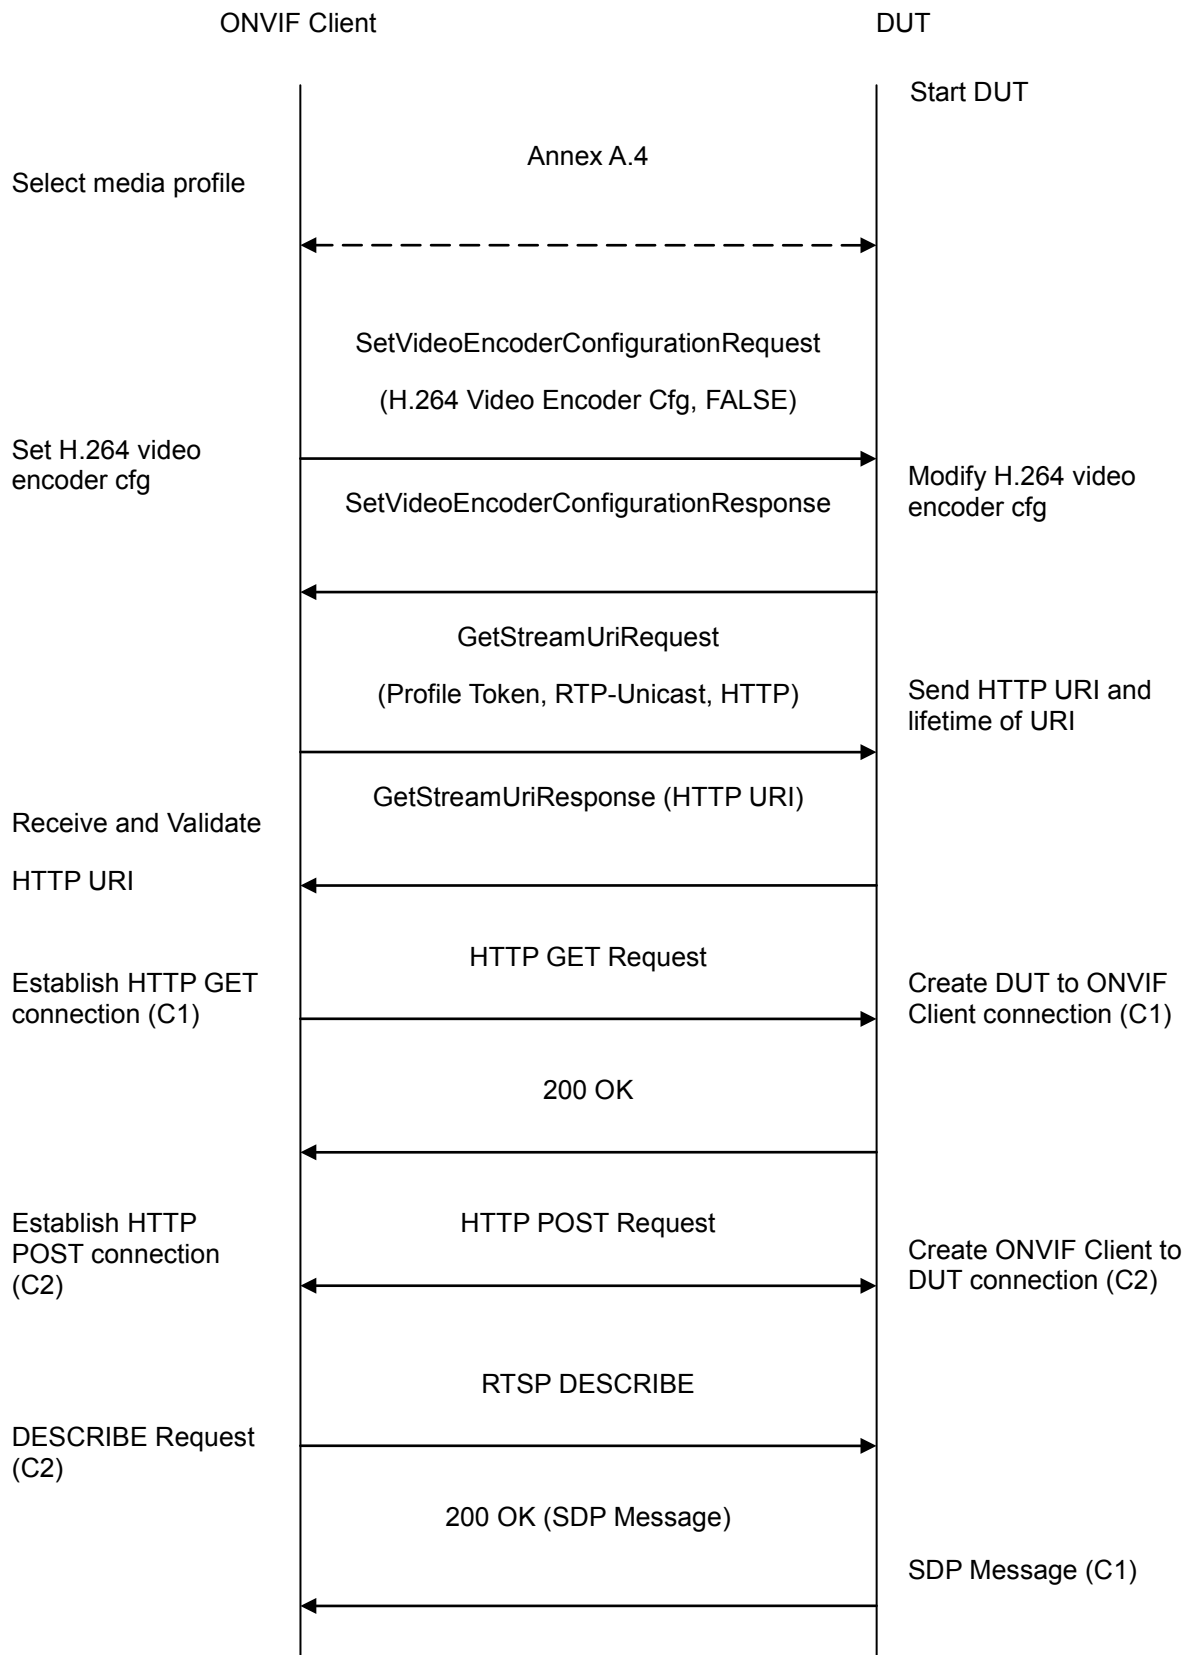 ONVIF Client
DUT
Start DUT
Annex A.4
Select media profile
SetVideoEncoderConfigurationRequest
(H.264 Video Encoder Cfg, FALSE)
Set H.264 video
encoder cfg
Modify H.264 video
encoder cfg
SetVideoEncoderConfigurationResponse
GetStreamUriRequest
(Profile Token, RTP-Unicast, HTTP)
Send HTTP URI and
lifetime of URI
GetStreamUriResponse (HTTP URI)
Receive and Validate
HTTP URI
HTTP GET Request
Establish HTTP GET
connection (C1)
Create DUT to ONVIF
Client connection (C1)
200 OK
Establish HTTP
POST connection
(C2)
HTTP POST Request
Create ONVIF Client to
DUT connection (C2)
RTSP DESCRIBE
DESCRIBE Request
(C2)
200 OK (SDP Message)
SDP Message (C1)